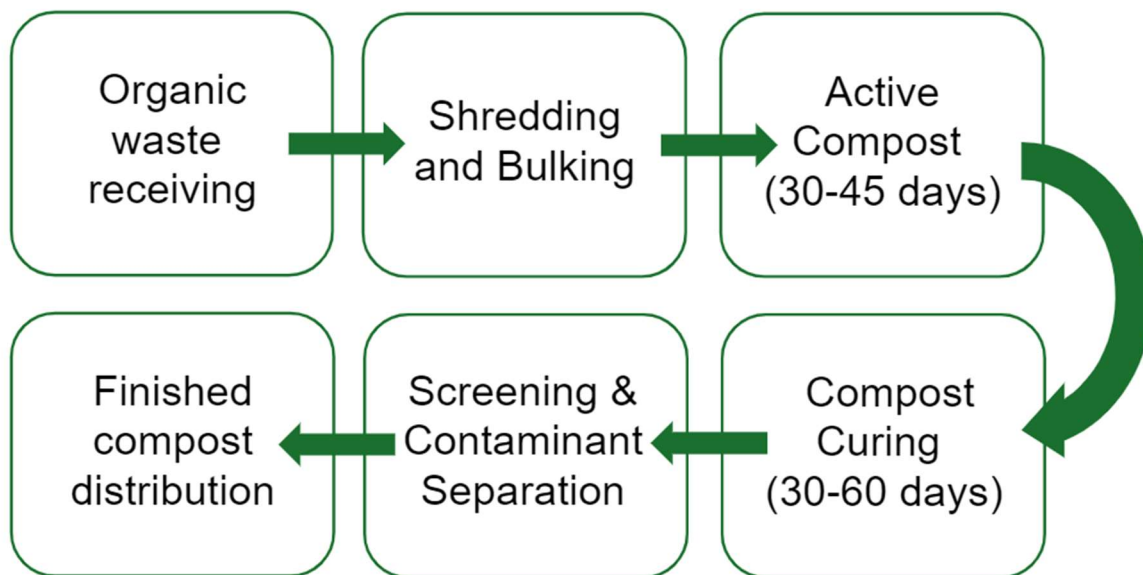 Organic
waste
receiving
Shredding
and Bulking
Active
Compost
(30-45 days)
Compost
Curing
(30-60 days)
Screening &
Contaminant
Separation
Finished
compost
distribution